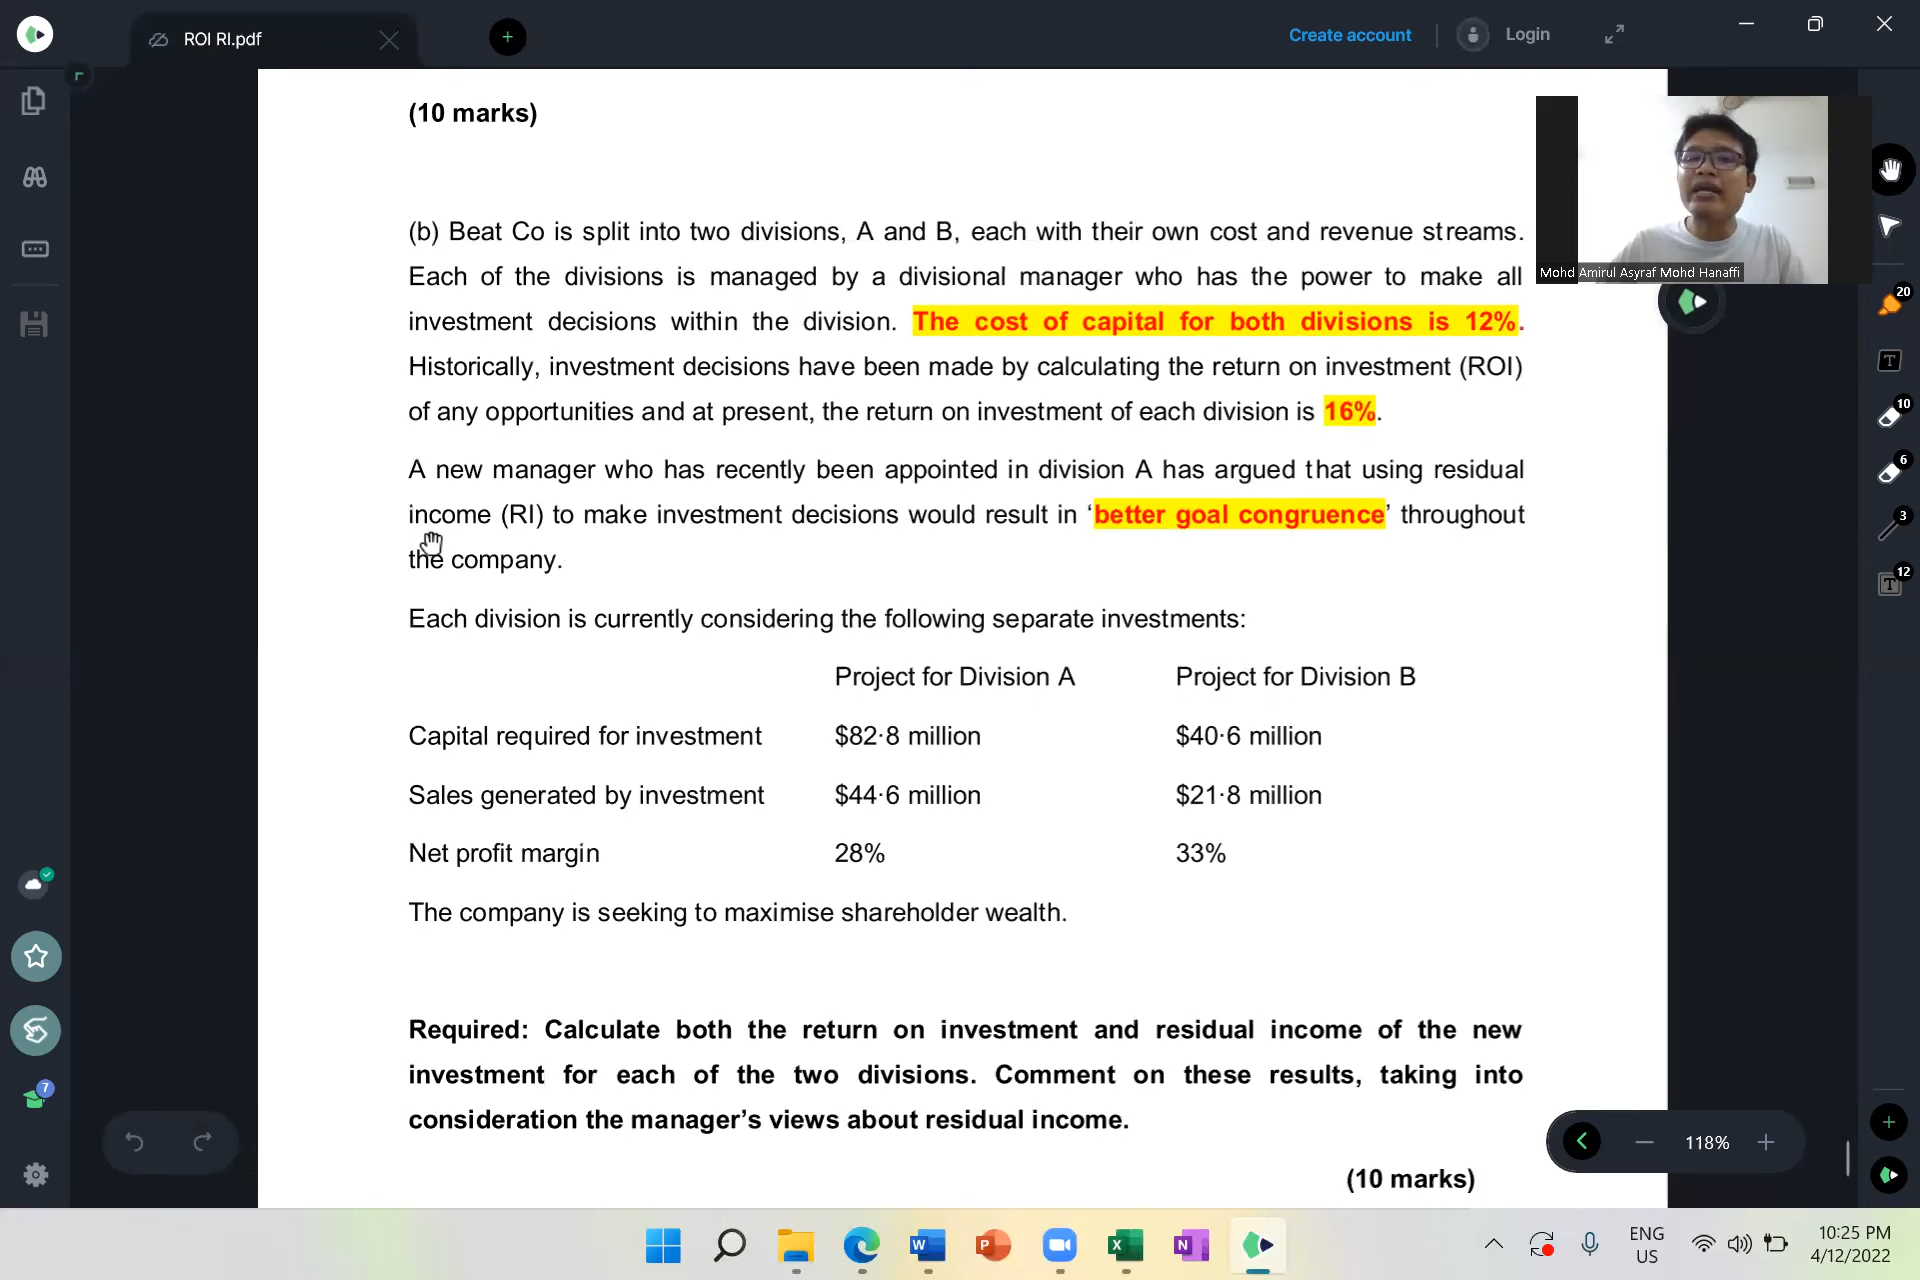 ROI RI.pdf
Create account
Login
(10 marks)
(b) Beat Co is split into two divisions, A and B, each with their own cost and revenue streams.
Each of the divisions is managed by a divisional manager who has the power to make all
investment decisions within the division. The cost of capital for both divisions is 12%.
Historically, investment decisions have been made by calculating the return on investment (ROI)
of any opportunities and at present, the return on investment of each division is 16%.
A new manager who has recently been appointed in division A has argued that using residual
income (RI) to make investment decisions would result in ‘better goal congruence’ throughout
the company.
Each division is currently considering the following separate investments:
Project for Division A Project for Division B
Capital required for investment $82·8 million $40·6 million
Sales generated by investment $44·6 million $21·8 million
Net profit margin 28% 33%
The company is seeking to maximise shareholder wealth.
Required: Calculate both the return on investment and residual income of the new
investment for each of the two divisions. Comment on these results, taking into
consideration the manager’s views about residual income.
(10 marks)
Mohd Amirul Asyraf Mohd Hanaffi
20
T
10
6
3
T
12
7
118%
W
P
X
N
ENG
US
10:25 PM
4/12/2022